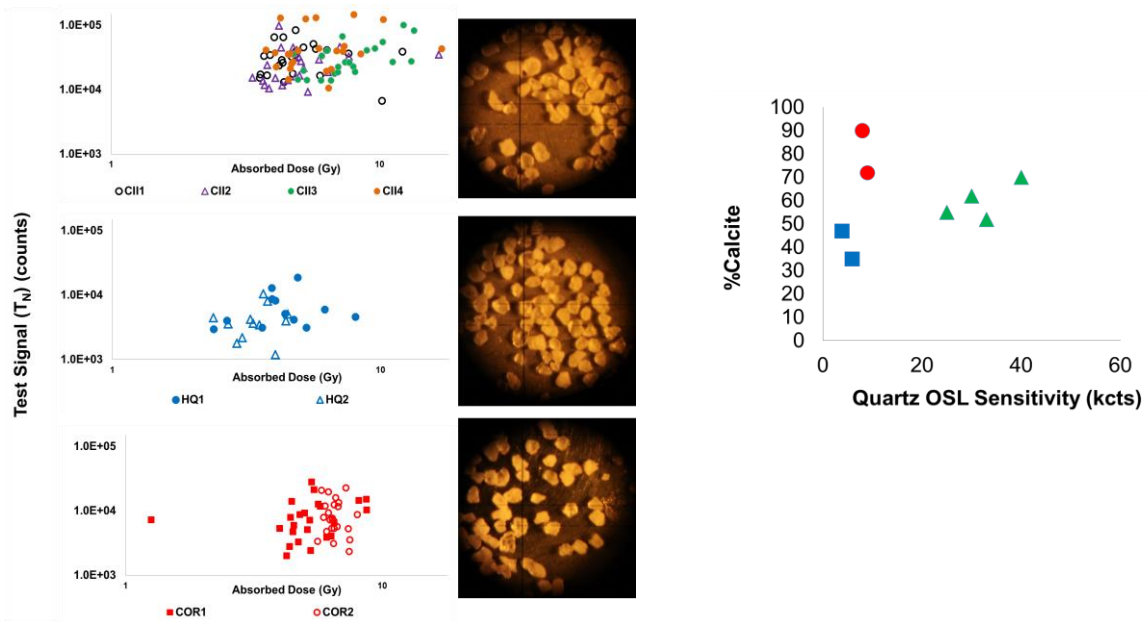 Test Signal (T_N) (counts)
1.0E+05
1.0E+04
1.0E+03
1
10
Absorbed Dose (Gy)
CII1 CII2 CII3 CII4
1.0E+05
1.0E+04
1.0E+03
1
10
Absorbed Dose (Gy)
HQ1 HQ2
1.0E+05
1.0E+04
1.0E+03
1
10
Absorbed Dose (Gy)
COR1 COR2
%Calcite
100
90
80
70
60
50
40
30
20
10
0
0 20 40 60
Quartz OSL Sensitivity (kcts)